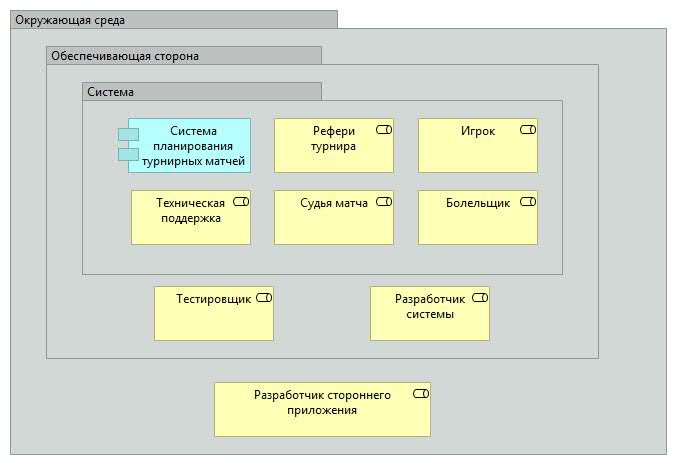 Окружающая среда
Обеспечивающая сторона
Система
Система
планирования
турнирных матчей
Рефери
турнира
Игрок
Техническая
поддержка
Судья матча
Болельщик
Тестировщик
Разработчик
системы
Разработчик стороннего
приложения